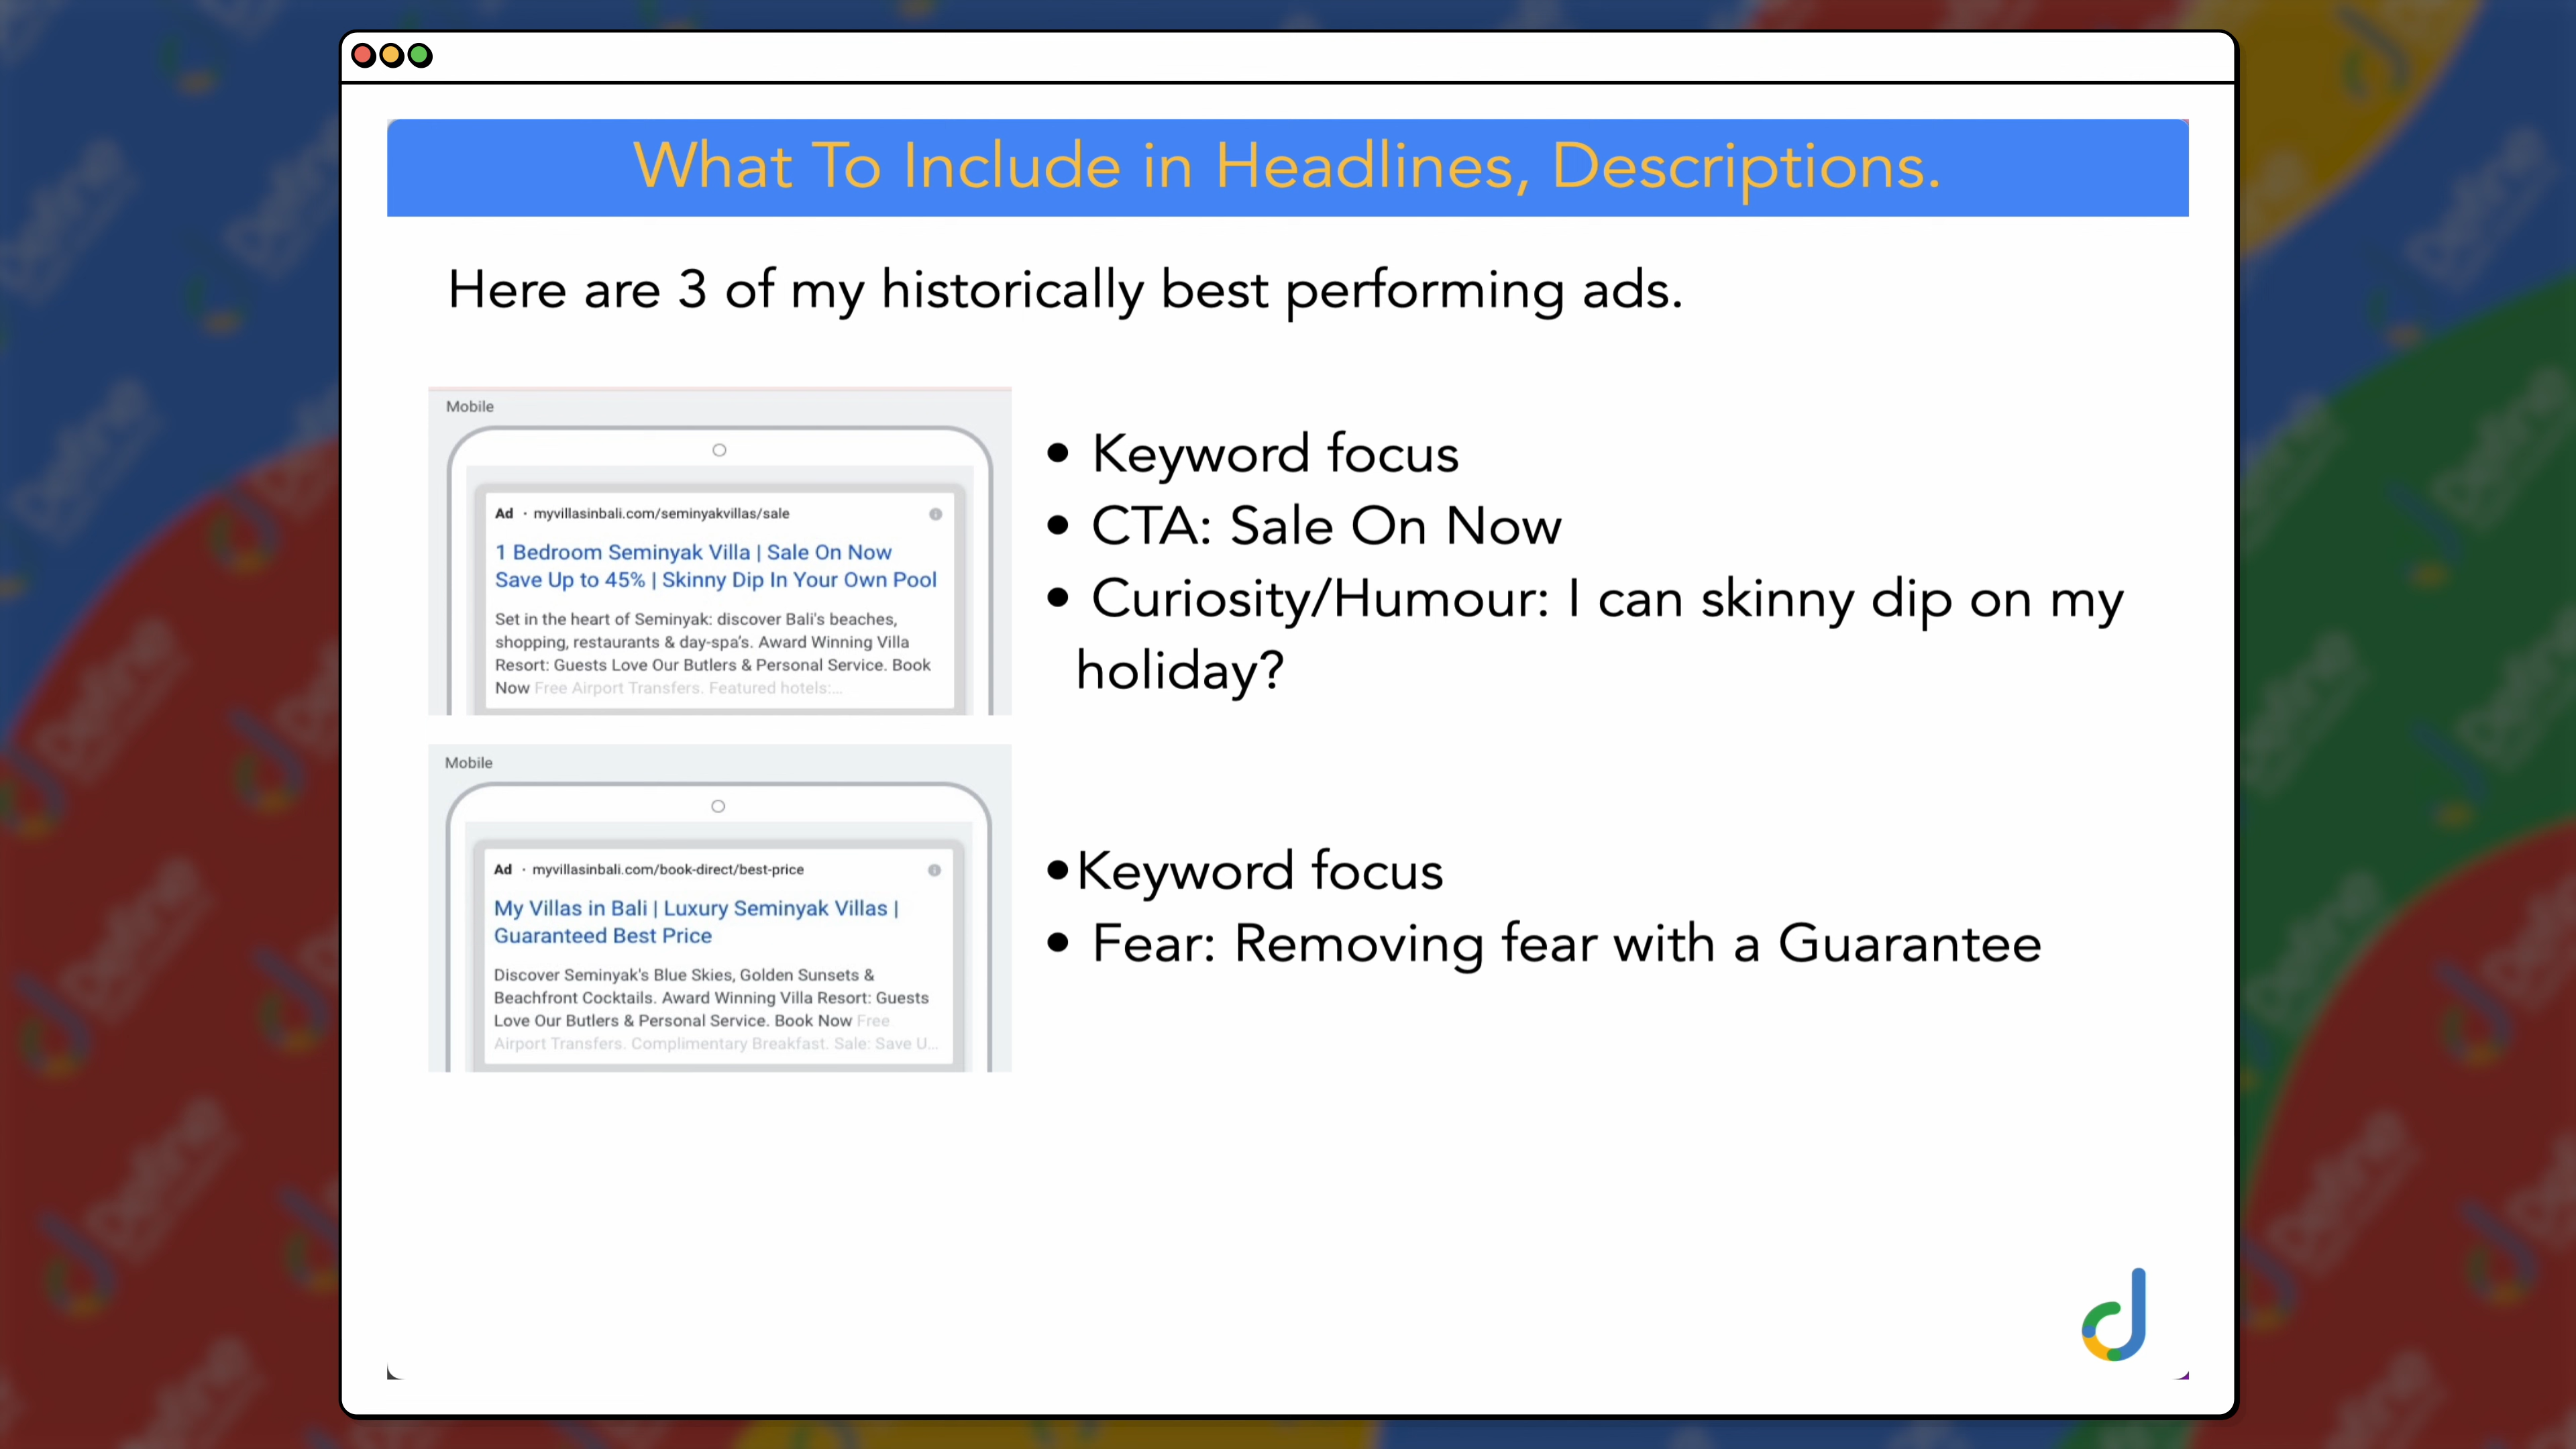 What To Include in Headlines, Descriptions.
Here are 3 of my historically best performing ads.
Mobile
Ad · myvillasinbali.com/seminyakvillas/sale
1 Bedroom Seminyak Villa | Sale On Now
Save Up to 45% | Skinny Dip In Your Own Pool
Set in the heart of Seminyak: discover Bali's beaches,
shopping, restaurants & day-spa's. Award Winning Villa
Resort: Guests Love Our Butlers & Personal Service. Book
Now Free Airport Transfers. Featured hotels:...
• Keyword focus
• CTA: Sale On Now
• Curiosity/Humour: I can skinny dip on my
holiday?
Mobile
Ad · myvillasinbali.com/book-direct/best-price
My Villas in Bali | Luxury Seminyak Villas |
Guaranteed Best Price
Discover Seminyak's Blue Skies, Golden Sunsets &
Beachfront Cocktails. Award Winning Villa Resort: Guests
Love Our Butlers & Personal Service. Book Now Free
Airport Transfers. Complimentary Breakfast. Sale: Save U...
•Keyword focus
• Fear: Removing fear with a Guarantee